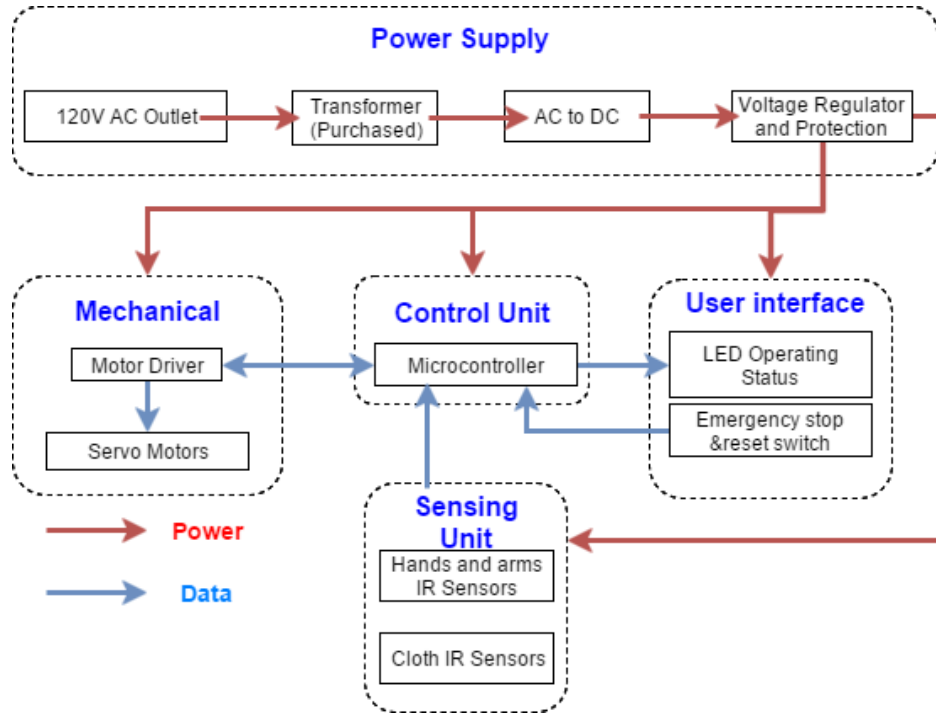 Power Supply
120V AC Outlet
Transformer
(Purchased)
AC to DC
Voltage Regulator
and Protection
Mechanical
Motor Driver
Servo Motors
Control Unit
Microcontroller
User interface
LED Operating
Status
Emergency stop
&reset switch
Sensing
Unit
Hands and arms
IR Sensors
Cloth IR Sensors
Power
Data